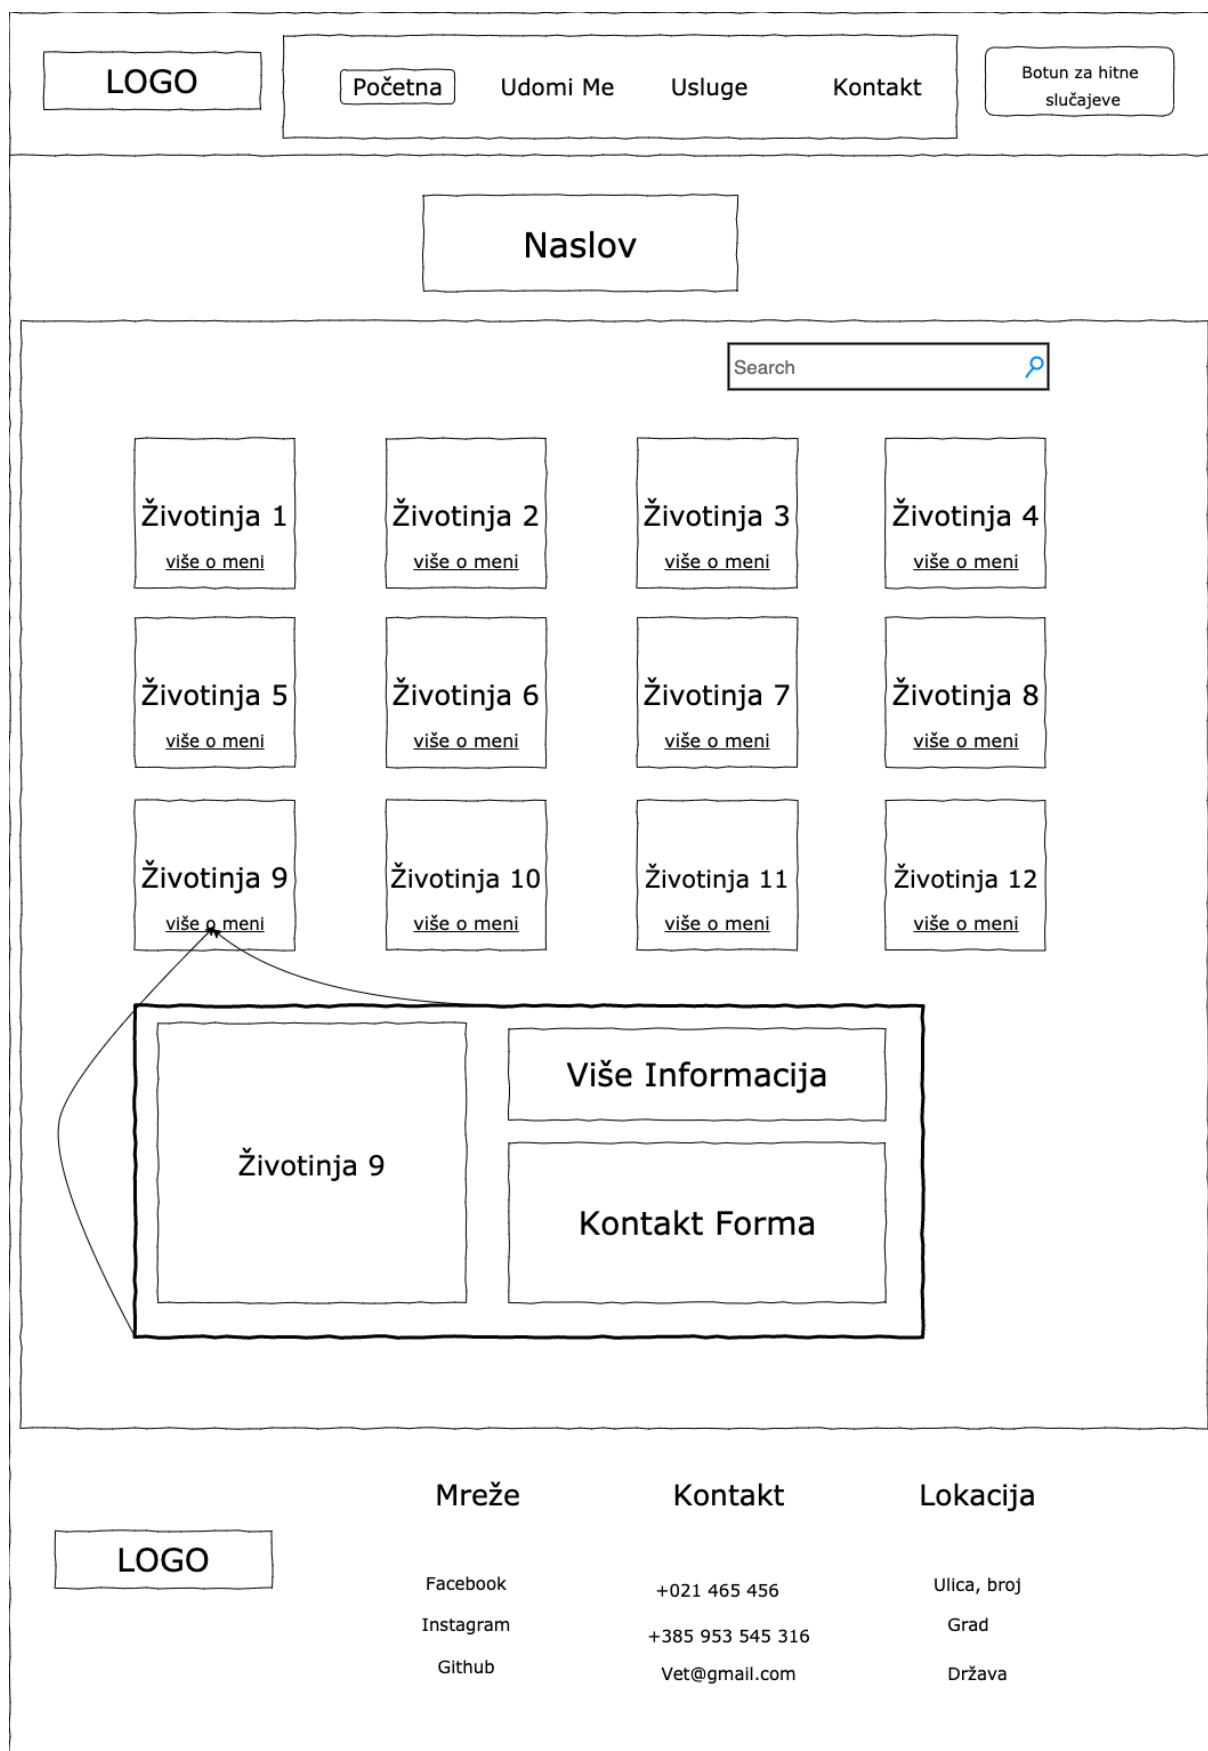 LOGO
Početna
Udomi Me
Usluge
Kontakt
Botun za hitne
slučajeve
Naslov
Search
Životinja 1
više o meni
Životinja 2
više o meni
Životinja 3
više o meni
Životinja 4
više o meni
Životinja 5
više o meni
Životinja 6
više o meni
Životinja 7
više o meni
Životinja 8
više o meni
Životinja 9
više o meni
Životinja 10
više o meni
Životinja 11
više o meni
Životinja 12
više o meni
Životinja 9
Više Informacija
Kontakt Forma
LOGO
Mreže
Facebook
Instagram
Github
Kontakt
+021 465 456
+385 953 545 316
Vet@gmail.com
Lokacija
Ulica, broj
Grad
Država